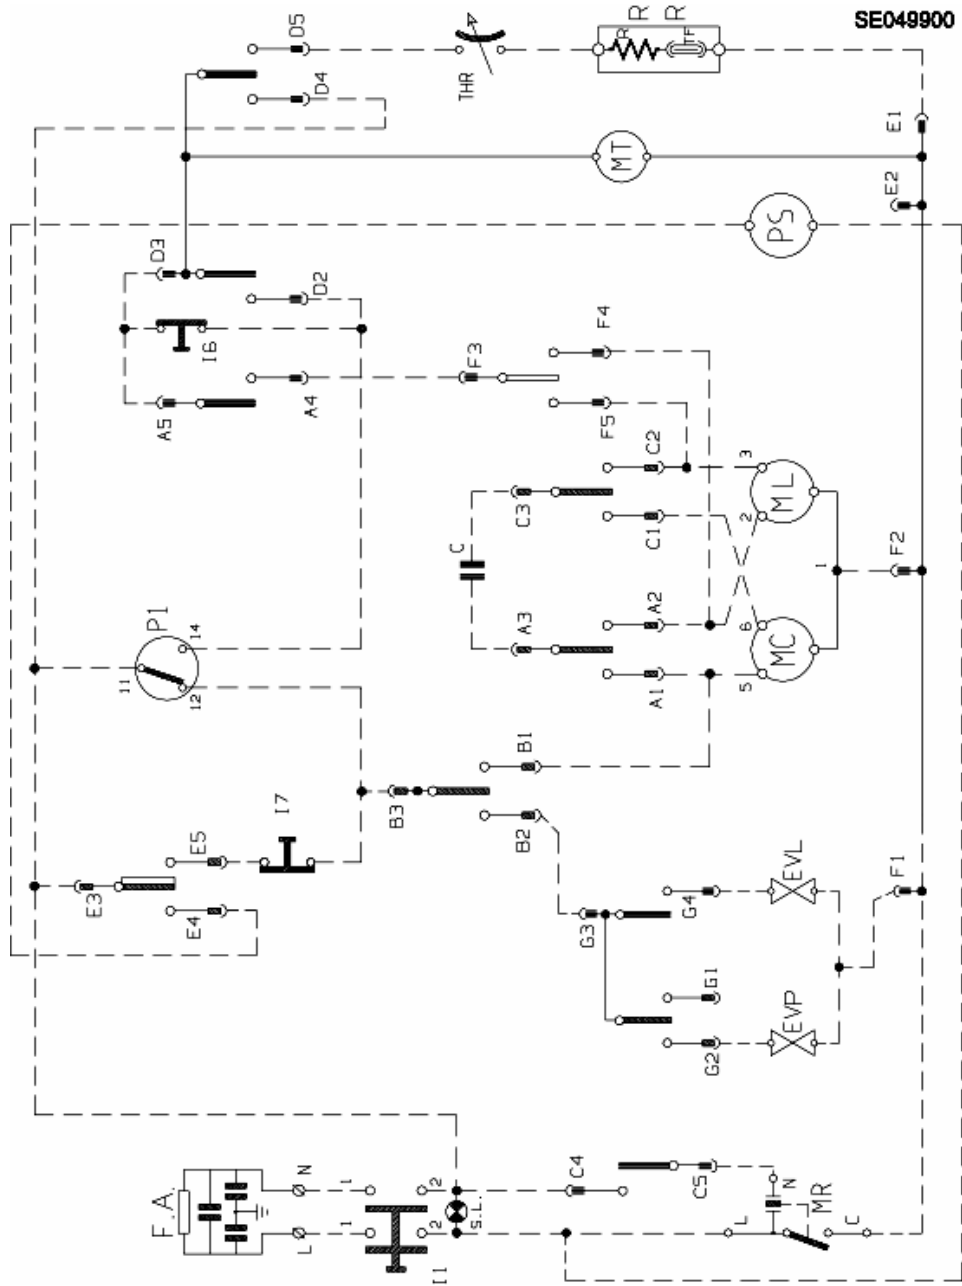 SE049900
D5
D4
THR
R R
R
TF
E1
MT
E2
PS
D3
D2
I6
F3
F4
A5
A4
F5
C2
3
C3
2
ML
C1
C
P1
14
11
12
A3
A2
6
1
F2
MC
A1
5
B1
B3
I7
B2
E5
E3
E4
G3
G4
EVL
F1
G1
EVP
G2
F.A.
N
1
2
C4
L
1
2
S.L.
C5
N
I1
L
MR
C